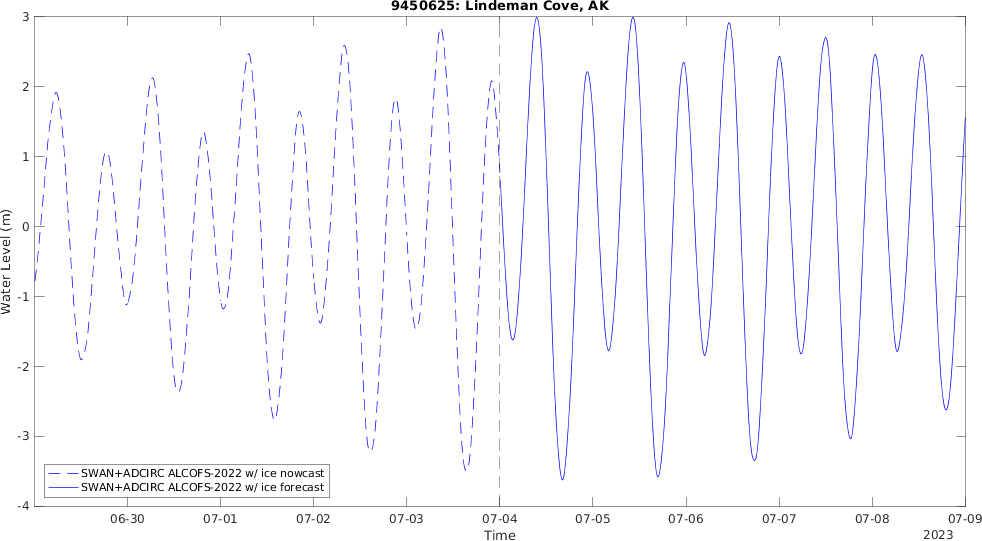 9450625: Lindeman Cove, AK
3
2
1
0
-1
-2
-3
-4
Water Level (m)
SWAN+ADCIRC ALCOFS-2022 w/ ice nowcast
SWAN+ADCIRC ALCOFS-2022 w/ ice forecast
06-30 07-01 07-02 07-03 07-04 07-05 07-06 07-07 07-08 07-09
Time
2023